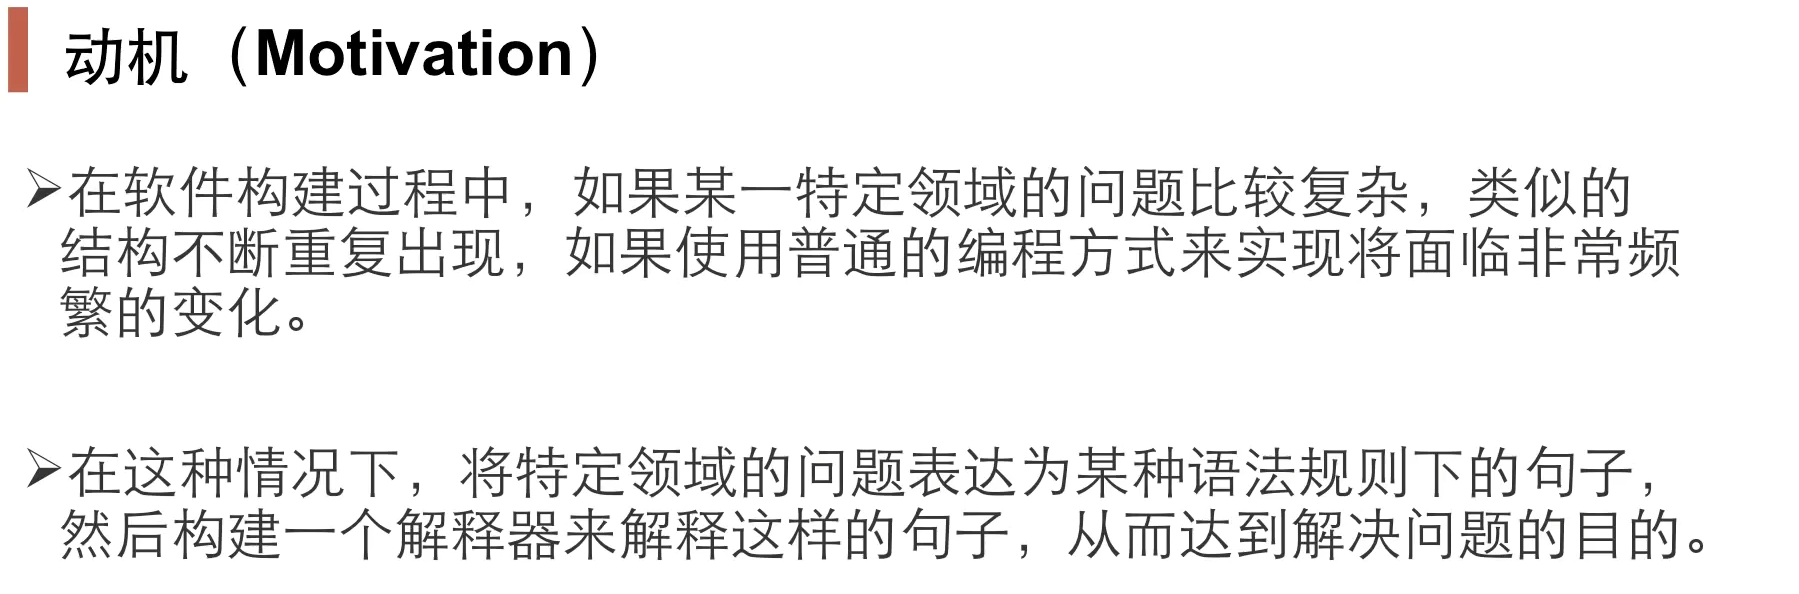 动机（Motivation）
➢在软件构建过程中，如果某一特定领域的问题比较复杂，类似的
结构不断重复出现，如果使用普通的编程方式来实现将面临非常频
繁的变化。
➢在这种情况下，将特定领域的问题表达为某种语法规则下的句子，
然后构建一个解释器来解释这样的句子，从而达到解决问题的目的。